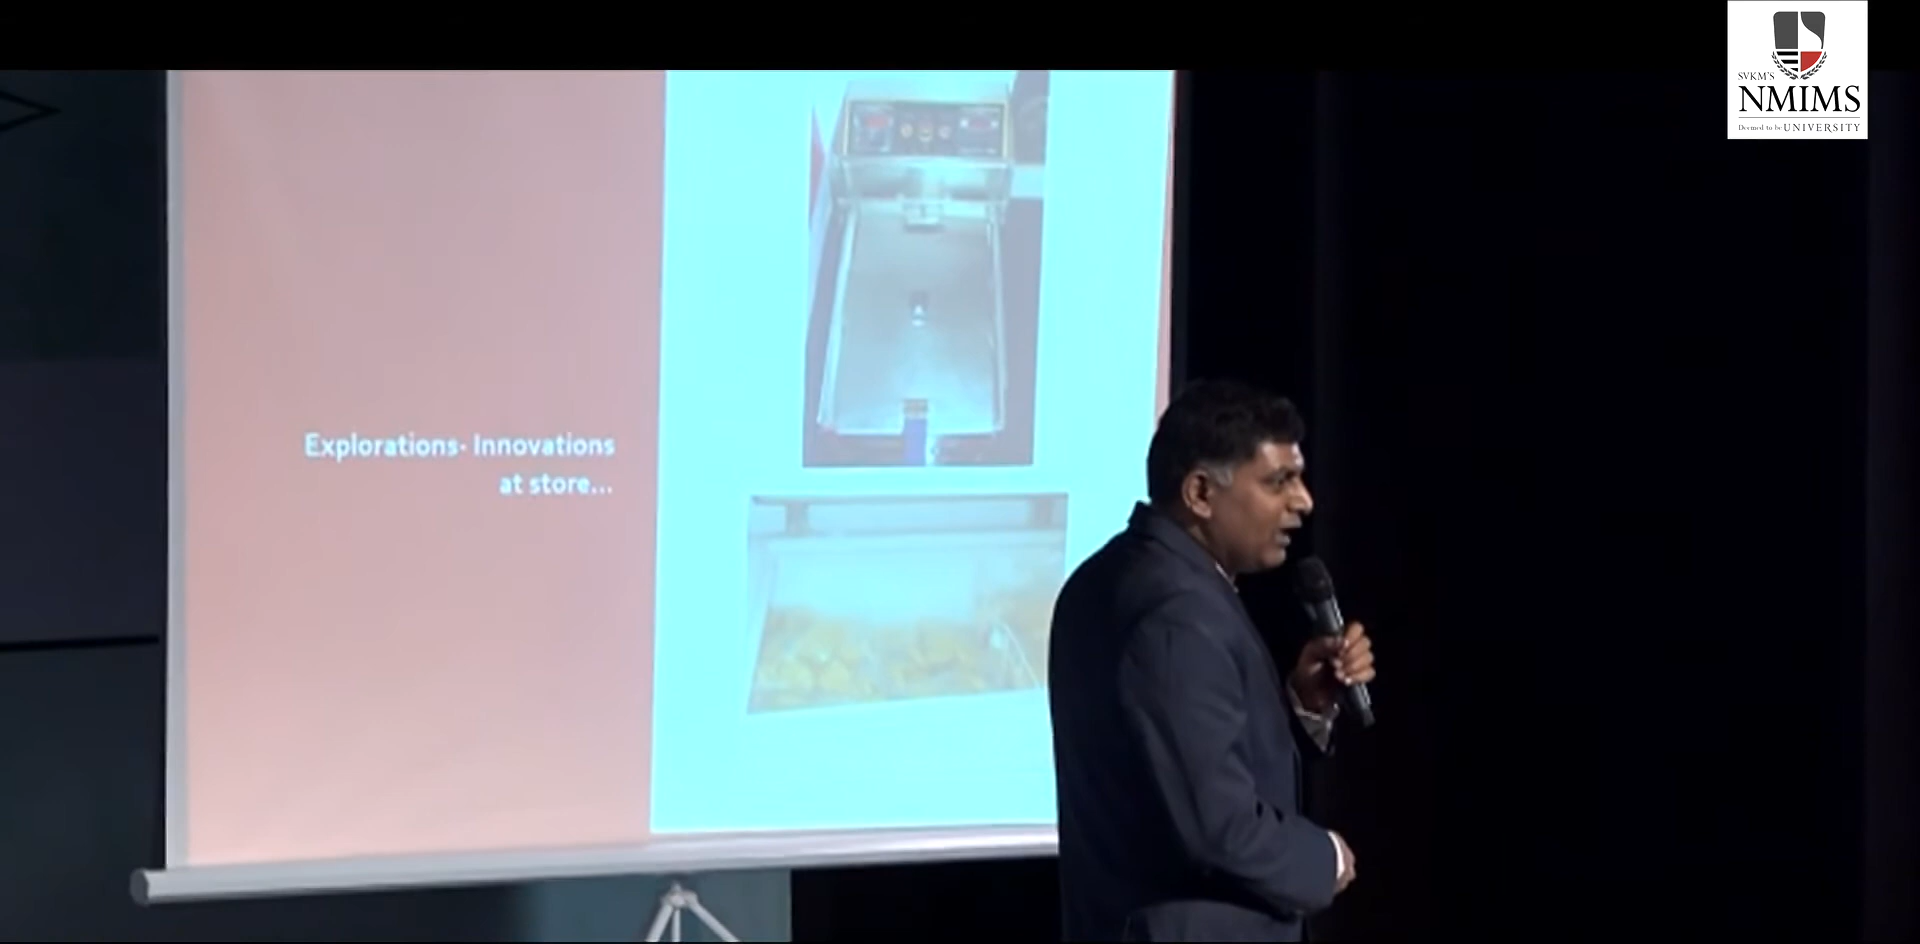 SVKM'S
NMIMS
Deemed to be UNIVERSITY
Explorations- Innovations
at store...